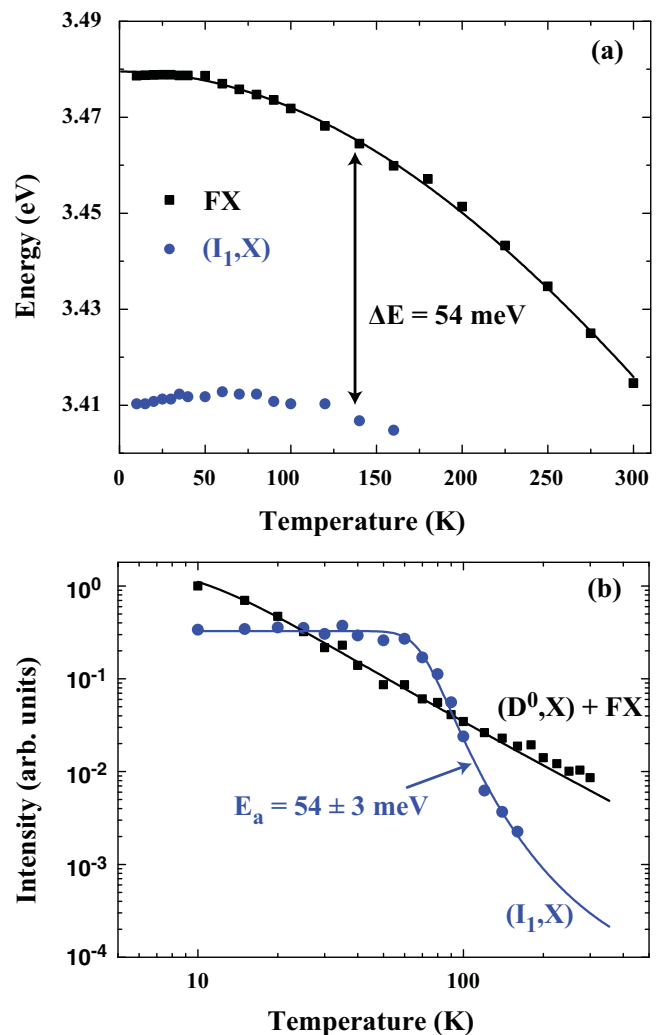 (a)
3.49
3.47
3.45
3.43
3.41
Energy (eV)
FX
(I₁,X)
ΔE = 54 meV
0 50 100 150 200 250 300
Temperature (K)
(b)
10⁰
10⁻¹
10⁻²
10⁻³
10⁻⁴
Intensity (arb. units)
(D⁰,X) + FX
Eₐ = 54 ± 3 meV
(I₁,X)
10 100
Temperature (K)